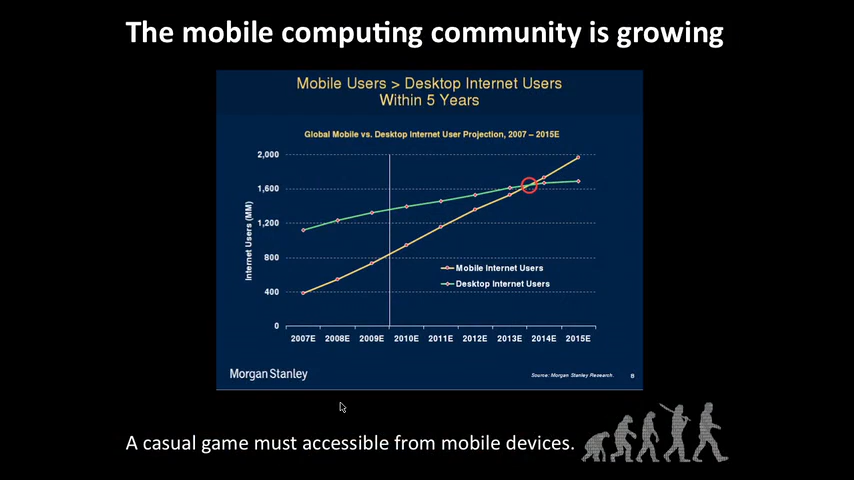 The mobile computing community is growing
Mobile Users > Desktop Internet Users
Within 5 Years
Global Mobile vs. Desktop Internet User Projection, 2007 – 2015E
2,000
1,600
1,200
800
400
0
Internet Users (MM)
Mobile Internet Users
Desktop Internet Users
2007E 2008E 2009E 2010E 2011E 2012E 2013E 2014E 2015E
Morgan Stanley
Source: Morgan Stanley Research.
8
A casual game must accessible from mobile devices.